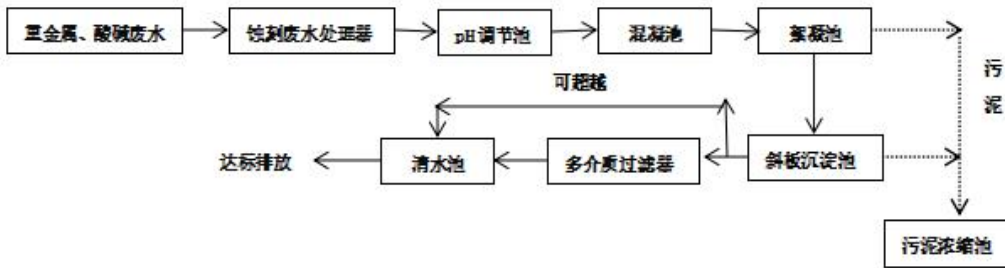 重金属、酸碱废水
蚀刻废水处理器
pH调节池
混凝池
絮凝池
污泥
可超越
达标排放
清水池
多介质过滤器
斜板沉淀池
污泥浓缩池